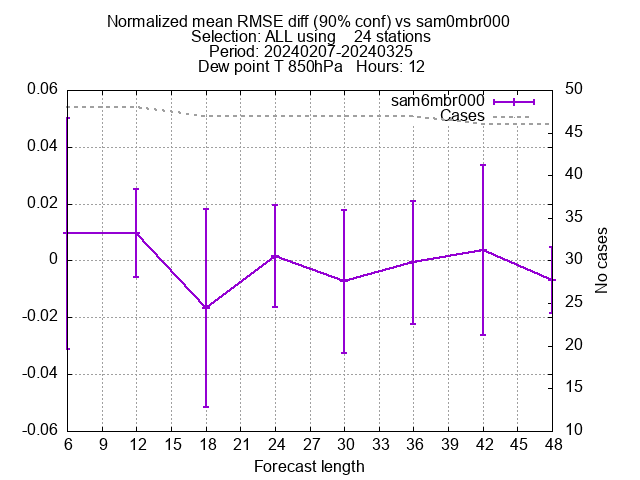 Normalized mean RMSE diff (90% conf) vs sam0mbr000
Selection: ALL using    24 stations
Period: 20240207-20240325
Dew point T 850hPa   Hours: 12
sam6mbr000
Cases
0.06
0.04
0.02
0
-0.02
-0.04
-0.06
50
45
40
35
30
25
20
15
10
No cases
6 9 12 15 18 21 24 27 30 33 36 39 42 45 48
Forecast length